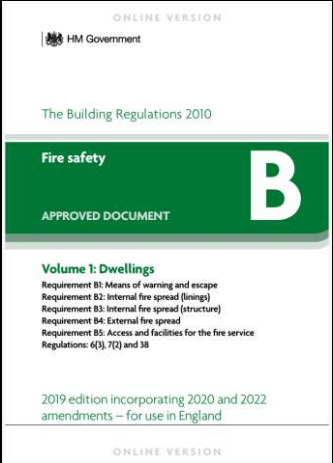 ONLINE VERSION
HM Government
The Building Regulations 2010
Fire safety
B
APPROVED DOCUMENT
Volume 1: Dwellings
Requirement B1: Means of warning and escape
Requirement B2: Internal fire spread (linings)
Requirement B3: Internal fire spread (structure)
Requirement B4: External fire spread
Requirement B5: Access and facilities for the fire service
Regulations: 6(3), 7(2) and 38
2019 edition incorporating 2020 and 2022
amendments – for use in England
ONLINE VERSION